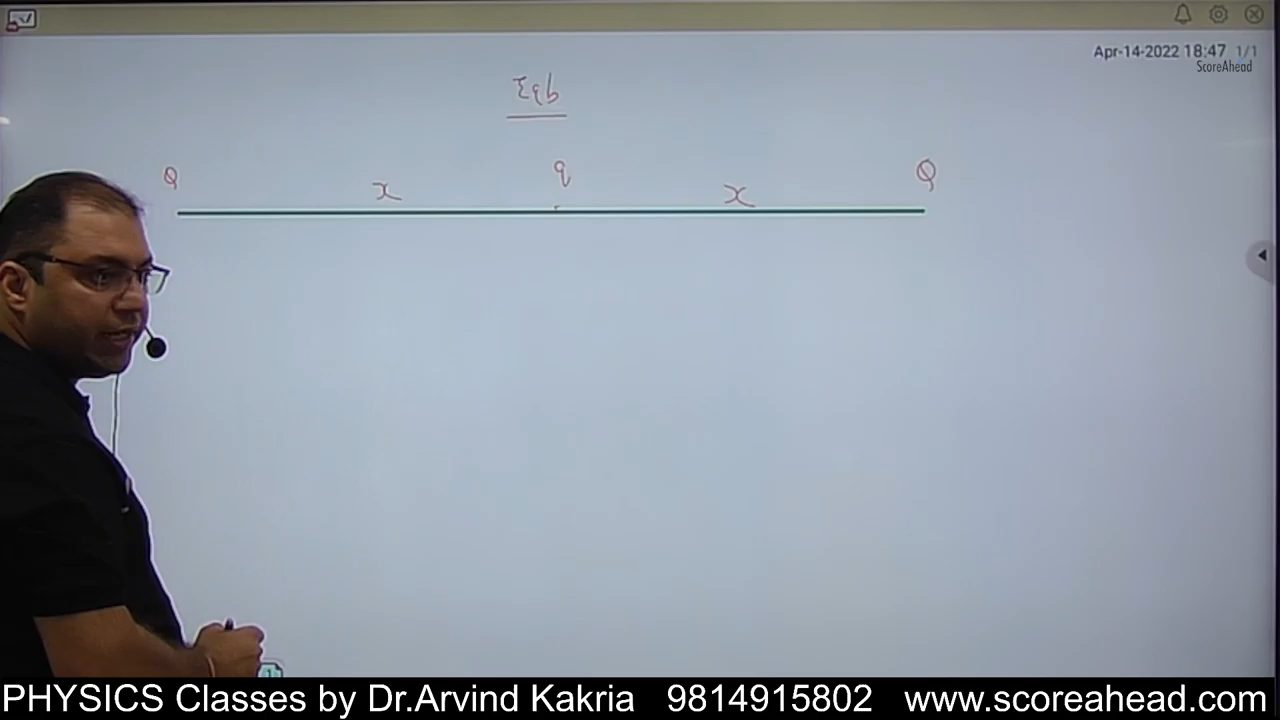 Apr-14-2022 18:47 1/1
ScoreAhead
Eqb
Q x q x Q
PHYSICS Classes by Dr.Arvind Kakria 9814915802 www.scoreahead.com